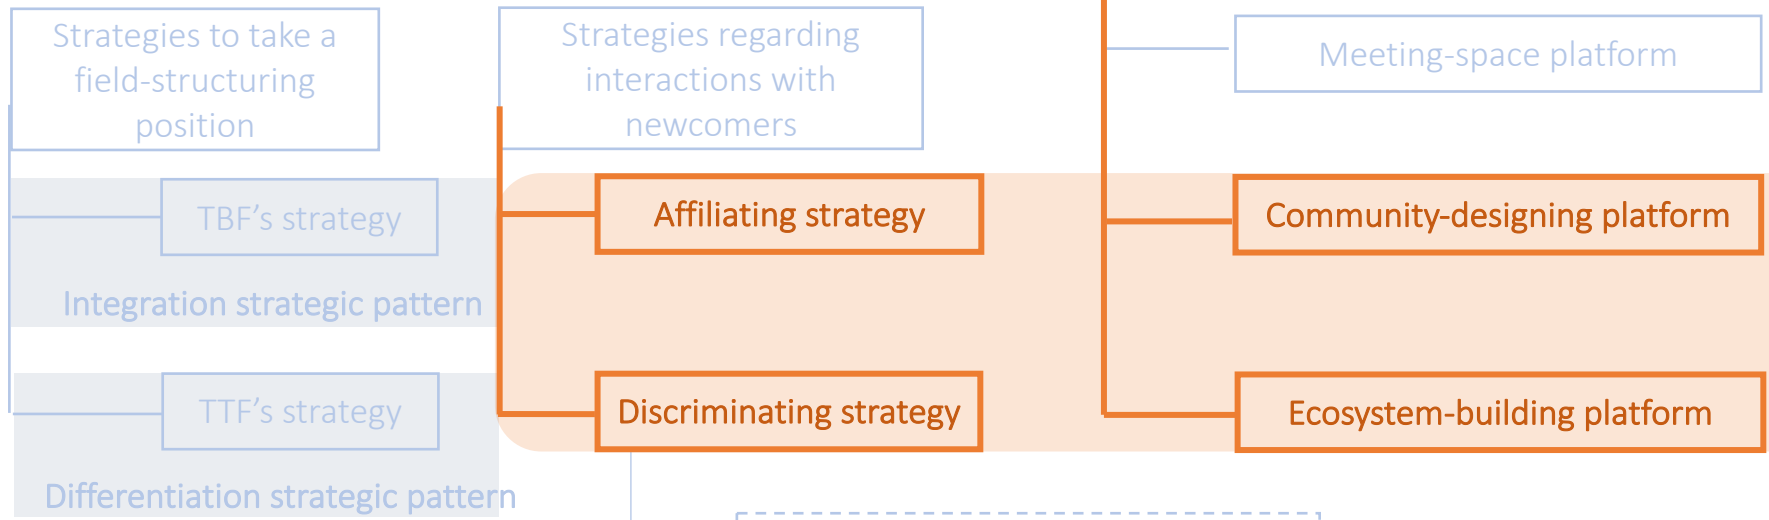 Strategies to take a
field-structuring
position
Strategies regarding
interactions with
newcomers
Meeting-space platform
TBF's strategy
Affiliating strategy
Community-designing platform
Integration strategic pattern
TTF's strategy
Discriminating strategy
Ecosystem-building platform
Differentiation strategic pattern